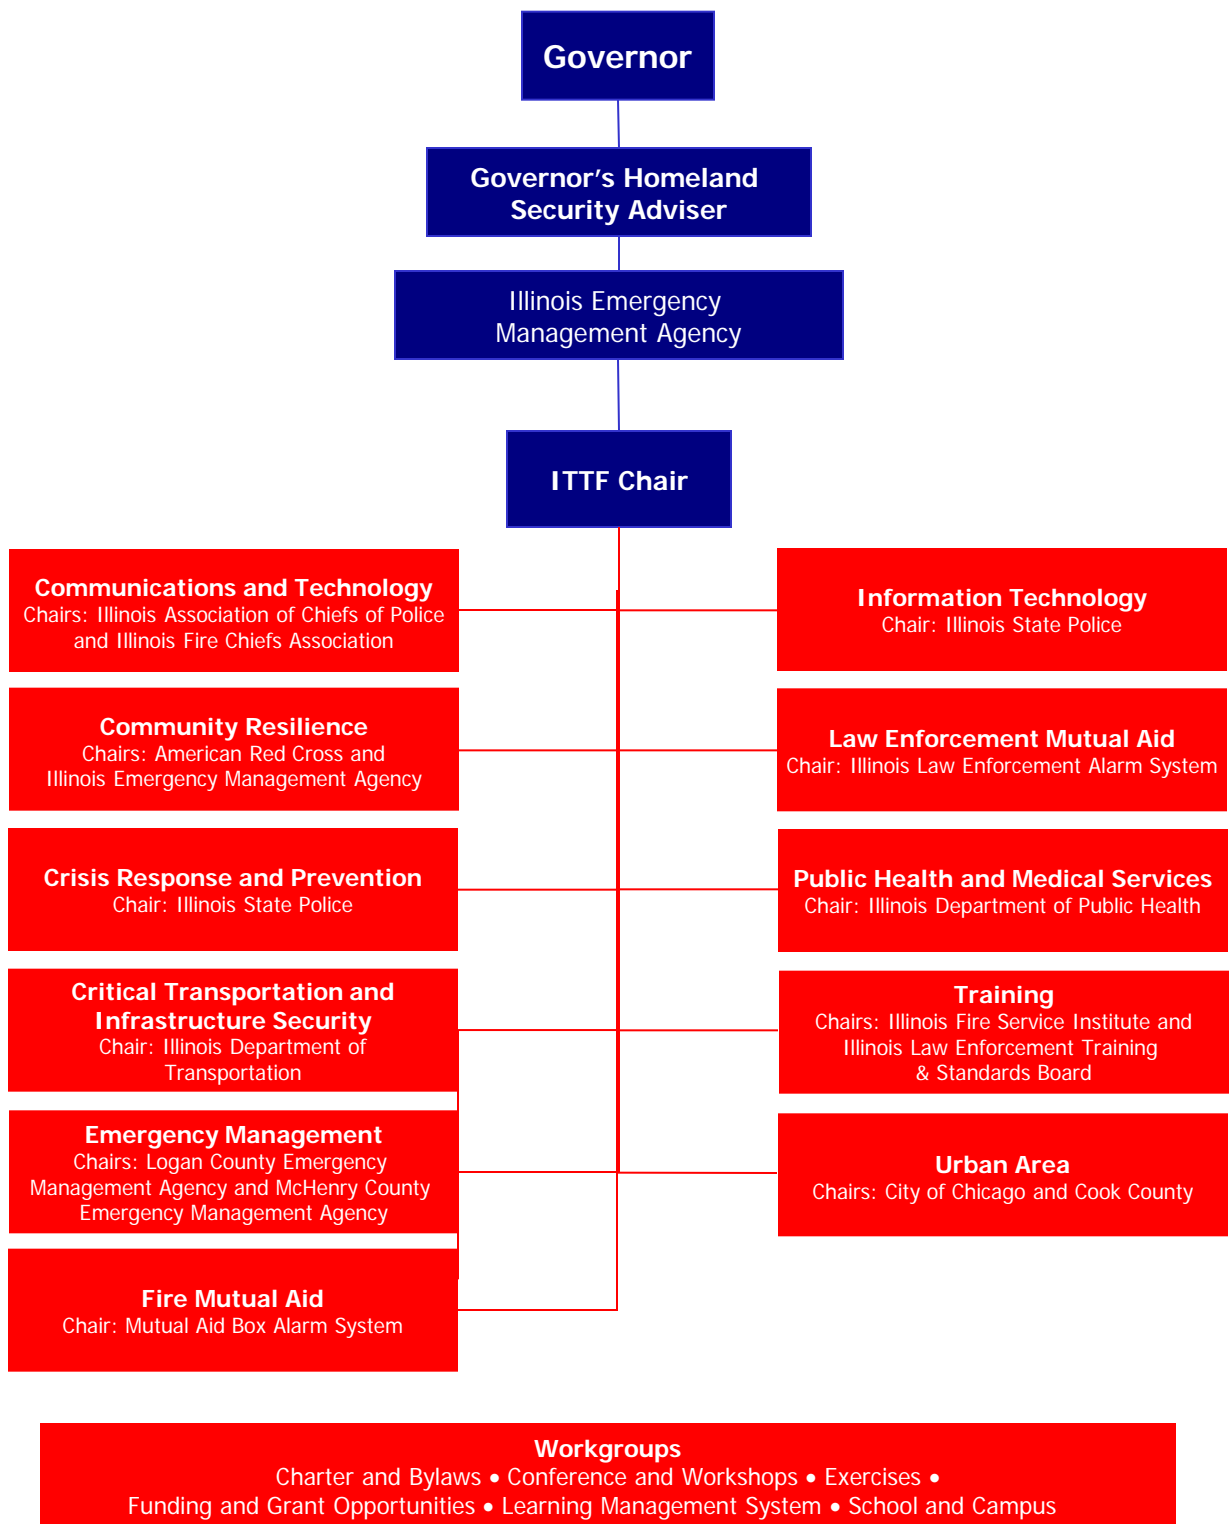 Governor
Governor's Homeland
Security Adviser
Illinois Emergency
Management Agency
ITTF Chair
Communications and Technology
Chairs: Illinois Association of Chiefs of Police
and Illinois Fire Chiefs Association
Community Resilience
Chairs: American Red Cross and
Illinois Emergency Management Agency
Crisis Response and Prevention
Chair: Illinois State Police
Critical Transportation and
Infrastructure Security
Chair: Illinois Department of
Transportation
Emergency Management
Chairs: Logan County Emergency
Management Agency and McHenry County
Emergency Management Agency
Fire Mutual Aid
Chair: Mutual Aid Box Alarm System
Information Technology
Chair: Illinois State Police
Law Enforcement Mutual Aid
Chair: Illinois Law Enforcement Alarm System
Public Health and Medical Services
Chair: Illinois Department of Public Health
Training
Chairs: Illinois Fire Service Institute and
Illinois Law Enforcement Training
& Standards Board
Urban Area
Chairs: City of Chicago and Cook County
Workgroups
Charter and Bylaws • Conference and Workshops • Exercises •
Funding and Grant Opportunities • Learning Management System • School and Campus